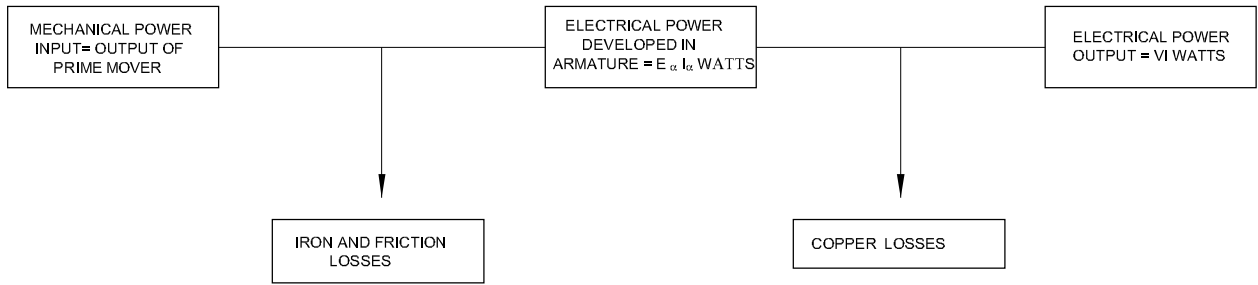 MECHANICAL POWER
INPUT= OUTPUT OF
PRIME MOVER
ELECTRICAL POWER
DEVELOPED IN
ARMATURE = E α I α WATTS
ELECTRICAL POWER
OUTPUT = VI WATTS
IRON AND FRICTION
LOSSES
COPPER LOSSES